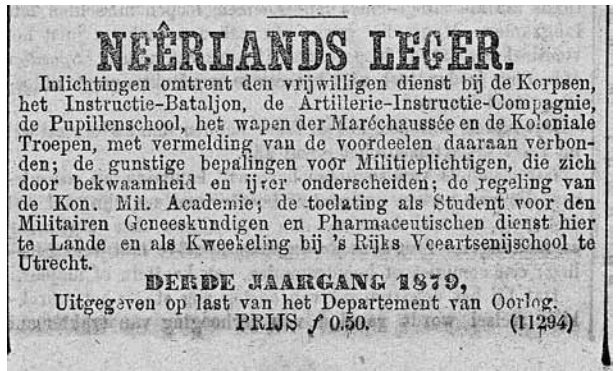 NEÊRLANDS LEGER.
Inlichtingen omtrent den vrijwilligen dienst bij de Korpsen,
het Instructie-Bataljon, de Artillerie-Instructie-Compagnie,
de Pupillenschool, het wapen der Maréchaussée en de Koloniale
Troepen, met vermelding van de voordeelen daaraan verbon-
den; de gunstige bepalingen voor Militieplichtigen, die zich
door bekwaamheid en ijver onderscheiden; de regeling van
de Kon. Mil. Academie; de toelating als Student voor den
Militairen Geneeskundigen en Pharmaceutischen dienst hier
te Lande en als Kweekeling bij 's Rijks Veeartsenijschool te
Utrecht.
DERDE JAARGANG 1879,
Uitgegeven op last van het Departement van Oorlog.
PRIJS f 0.50. (11294)